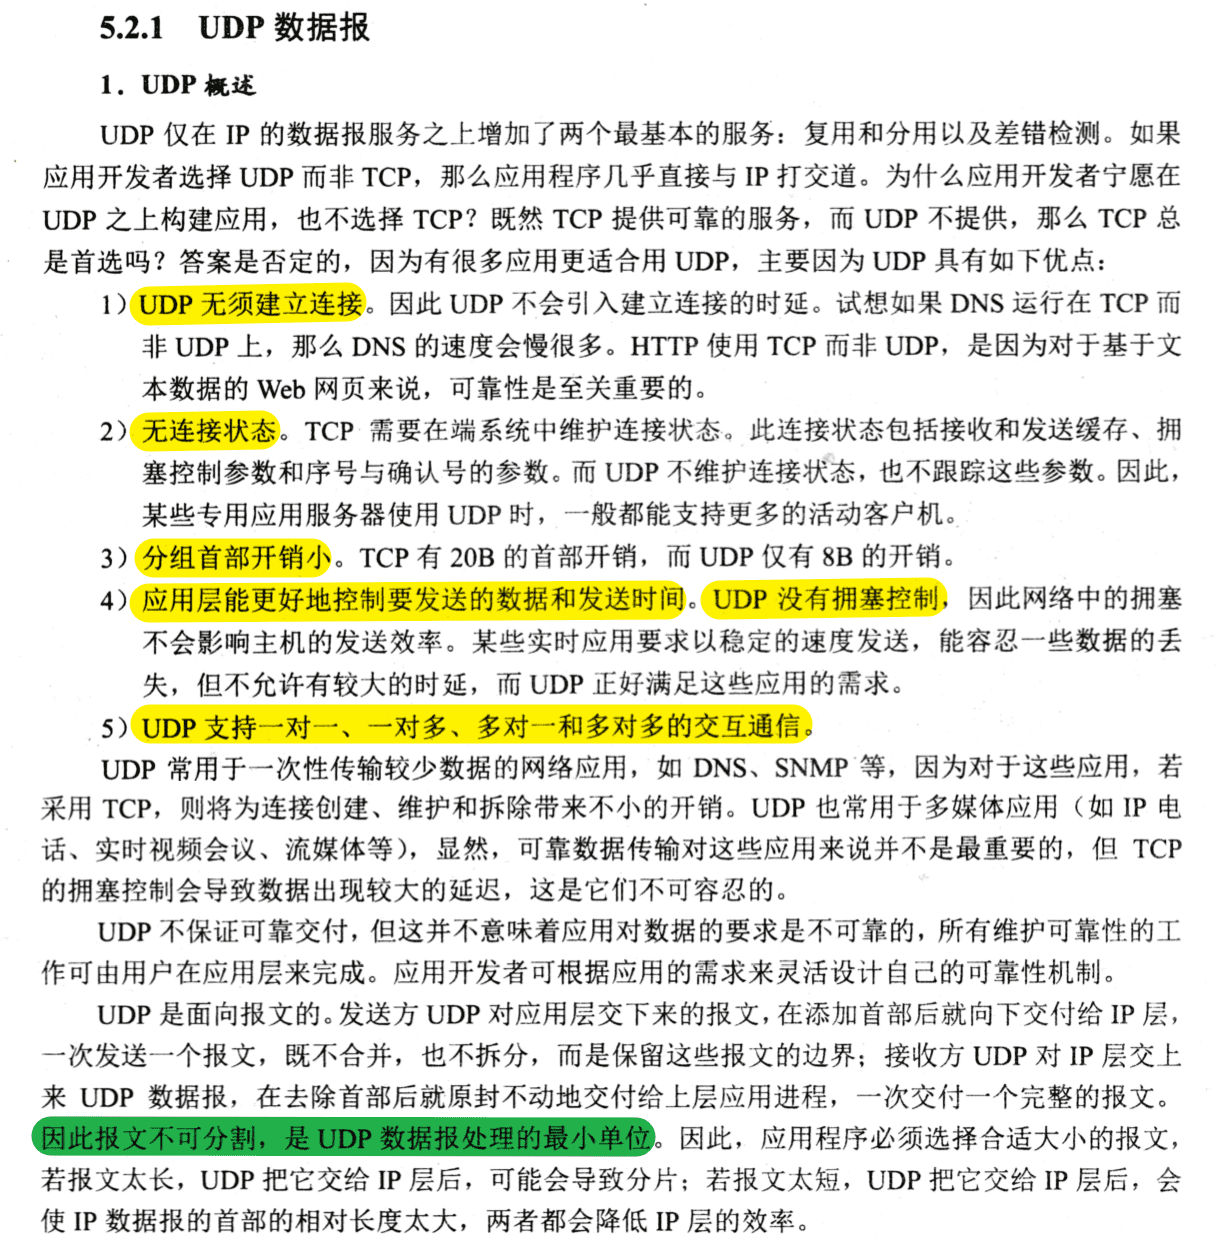 5.2.1 UDP 数据报
1. UDP 概述
UDP 仅在 IP 的数据报服务之上增加了两个最基本的服务：复用和分用以及差错检测。如果
应用开发者选择 UDP 而非 TCP，那么应用程序几乎直接与 IP 打交道。为什么应用开发者宁愿在
UDP 之上构建应用，也不选择 TCP？既然 TCP 提供可靠的服务，而 UDP 不提供，那么 TCP 总
是首选吗？答案是否定的，因为有很多应用更适合用 UDP，主要因为 UDP 具有如下优点：
1）UDP 无须建立连接。因此 UDP 不会引入建立连接的时延。试想如果 DNS 运行在 TCP 而
非 UDP 上，那么 DNS 的速度会慢很多。HTTP 使用 TCP 而非 UDP，是因为对于基于文
本数据的 Web 网页来说，可靠性是至关重要的。
2）无连接状态。TCP 需要在端系统中维护连接状态。此连接状态包括接收和发送缓存、拥
塞控制参数和序号与确认号的参数。而 UDP 不维护连接状态，也不跟踪这些参数。因此，
某些专用应用服务器使用 UDP 时，一般都能支持更多的活动客户机。
3）分组首部开销小。TCP 有 20B 的首部开销，而 UDP 仅有 8B 的开销。
4）应用层能更好地控制要发送的数据和发送时间。UDP 没有拥塞控制，因此网络中的拥塞
不会影响主机的发送效率。某些实时应用要求以稳定的速度发送，能容忍一些数据的丢
失，但不允许有较大的时延，而 UDP 正好满足这些应用的需求。
5）UDP 支持一对一、一对多、多对一和多对多的交互通信。
UDP 常用于一次性传输较少数据的网络应用，如 DNS、SNMP 等，因为对于这些应用，若
采用 TCP，则将为连接创建、维护和拆除带来不小的开销。UDP 也常用于多媒体应用（如 IP 电
话、实时视频会议、流媒体等），显然，可靠数据传输对这些应用来说并不是最重要的，但 TCP
的拥塞控制会导致数据出现较大的延迟，这是它们不可容忍的。
UDP 不保证可靠交付，但这并不意味着应用对数据的要求是不可靠的，所有维护可靠性的工
作可由用户在应用层来完成。应用开发者可根据应用的需求来灵活设计自己的可靠性机制。
UDP 是面向报文的。发送方 UDP 对应用层交下来的报文，在添加首部后就向下交付给 IP 层，
一次发送一个报文，既不合并，也不拆分，而是保留这些报文的边界；接收方 UDP 对 IP 层交上
来 UDP 数据报，在去除首部后就原封不动地交付给上层应用进程，一次交付一个完整的报文。
因此报文不可分割，是 UDP 数据报处理的最小单位。因此，应用程序必须选择合适大小的报文，
若报文太长，UDP 把它交给 IP 层后，可能会导致分片；若报文太短，UDP 把它交给 IP 层后，会
使 IP 数据报的首部的相对长度太大，两者都会降低 IP 层的效率。